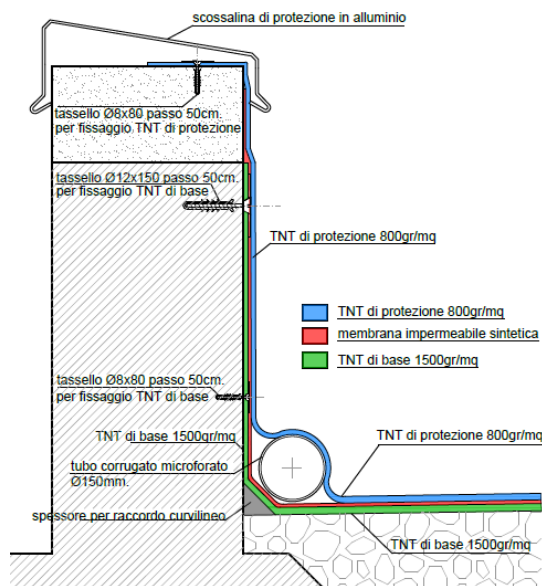 scossalina di protezione in alluminio
tassello Ø8x80 passo 50cm.
per fissaggio TNT di protezione
tassello Ø12x150 passo 50cm.
per fissaggio TNT di base
TNT di protezione 800gr/mq
TNT di protezione 800gr/mq
membrana impermeabile sintetica
TNT di base 1500gr/mq
tassello Ø8x80 passo 50cm.
per fissaggio TNT di base
TNT di base 1500gr/mq
TNT di protezione 800gr/mq
tubo corrugato microforato
Ø150mm.
spessore per raccordo curvilineo
TNT di base 1500gr/mq